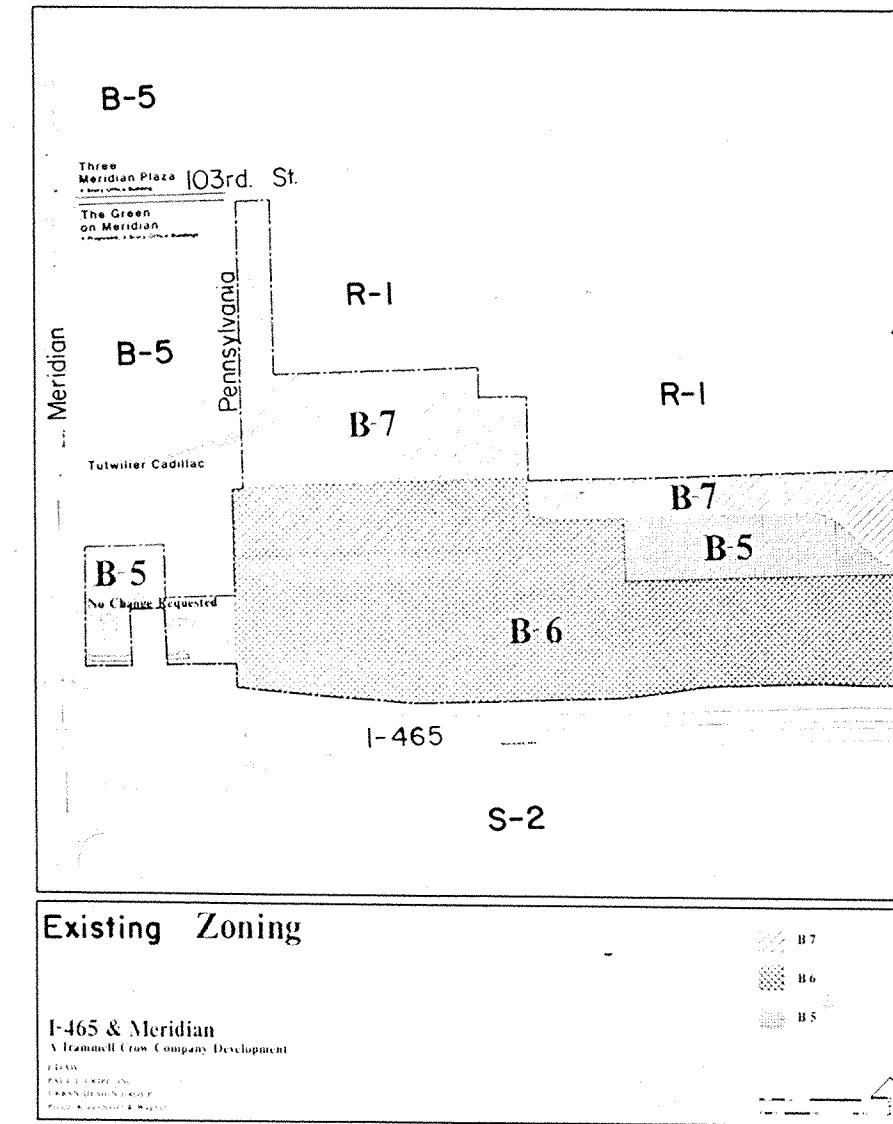 B-5
Three
Meridian Plaza
103rd. St.
The Green
on Meridian
Meridian
Pennsylvania
R-1
B-5
R-1
B-7
Tutwilier Cadillac
B-7
B-5
B-5
No Change Requested
B-6
I-465
S-2
Existing Zoning
B7
B6
B5
I-465 & Meridian
A Trammell Crow Company Development